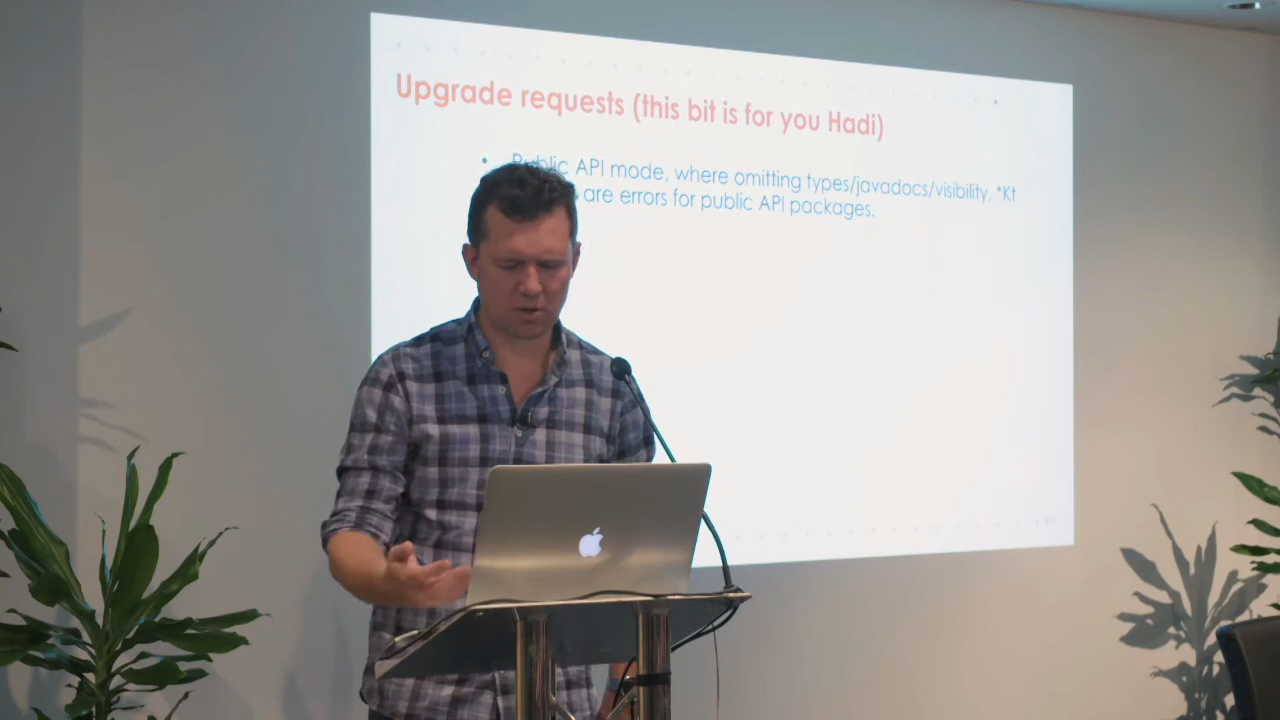 Upgrade requests (this bit is for you Hadi)
• Public API mode, where omitting types/javadocs/visibility, *Kt
are errors for public API packages.